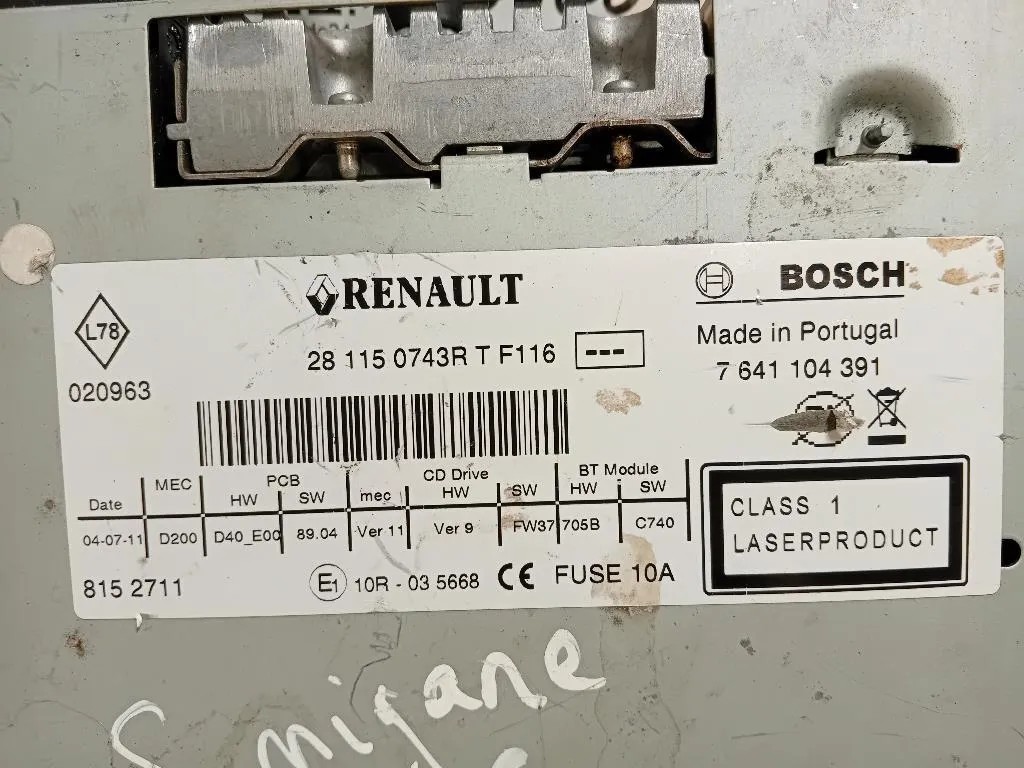 RENAULT
BOSCH
L78
Made in Portugal
28 115 0743R T F116 ---
7 641 104 391
020963
PCB
CD Drive
BT Module
Date MEC HW SW mec HW SW HW SW
04-07-11 D200 D40_E00 89.04 Ver 11 Ver 9 FW37 705B C740
CLASS 1
LASERPRODUCT
815 2711
E1 10R - 03 5668 CE FUSE 10A